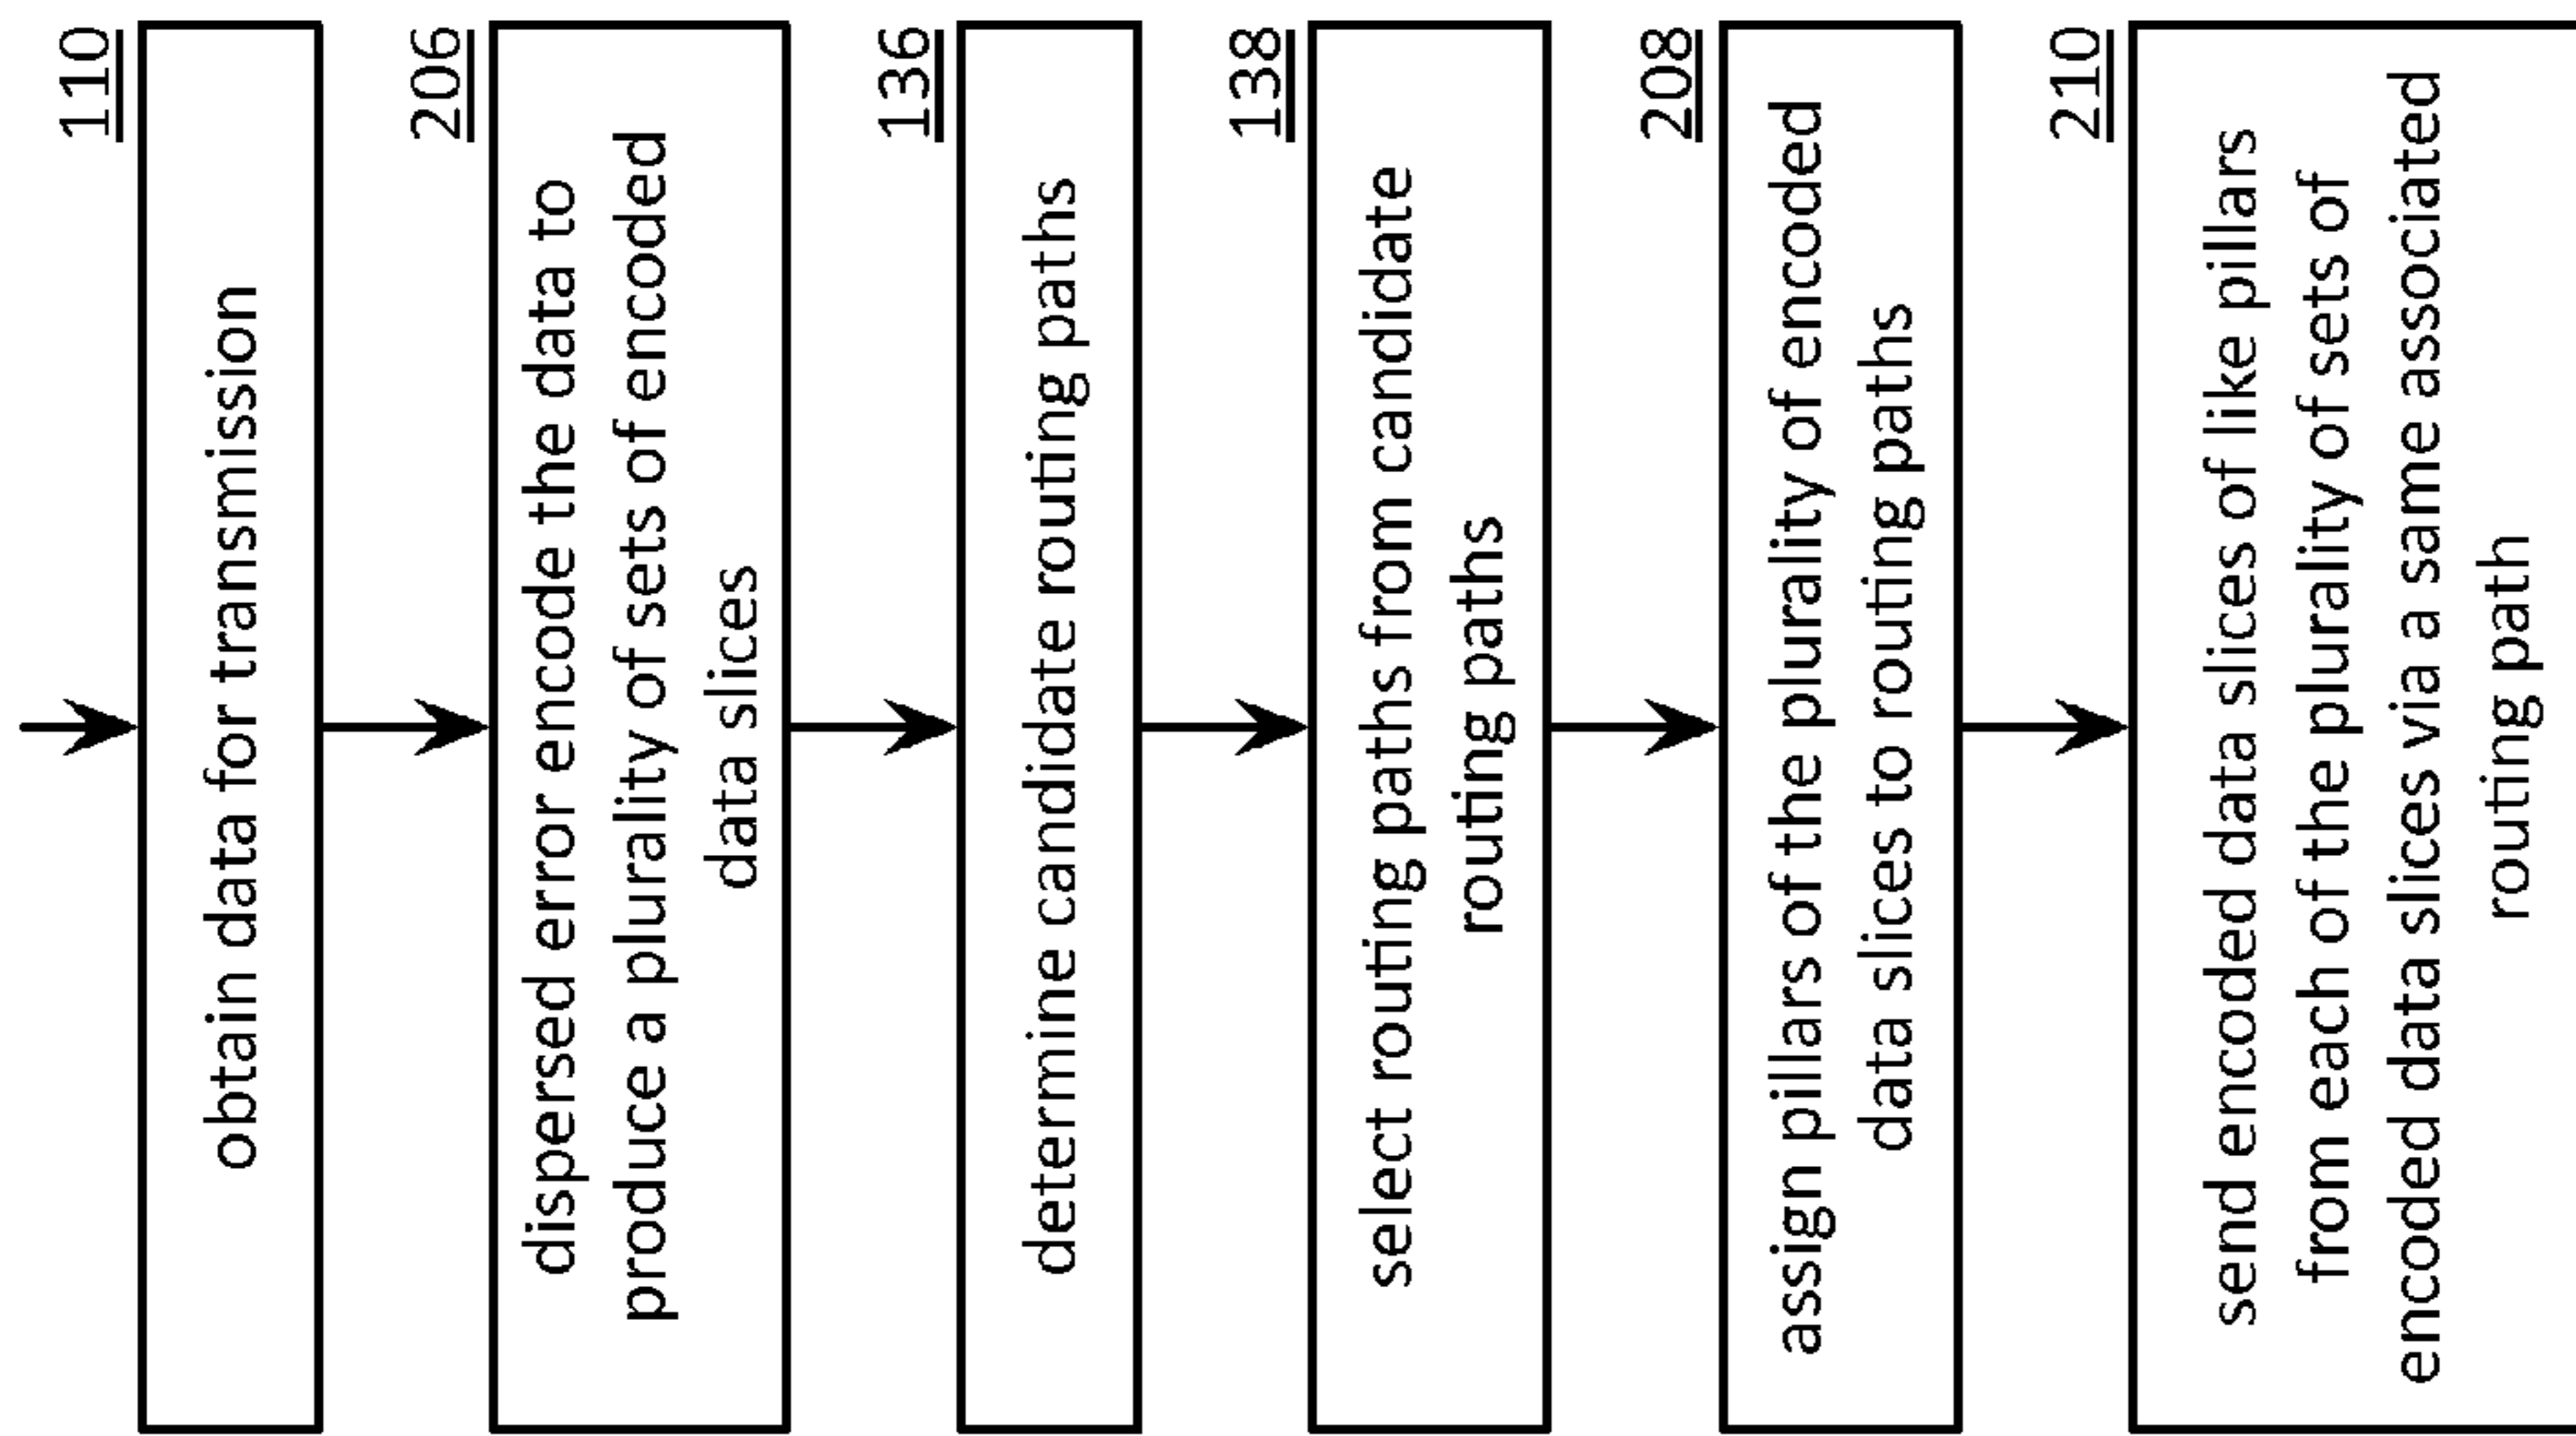 110
obtain data for transmission
206
dispersed error encode the data to
produce a plurality of sets of encoded
data slices
136
determine candidate routing paths
138
select routing paths from candidate
routing paths
208
assign pillars of the plurality of encoded
data slices to routing paths
210
send encoded data slices of like pillars
from each of the plurality of sets of
encoded data slices via a same associated
routing path